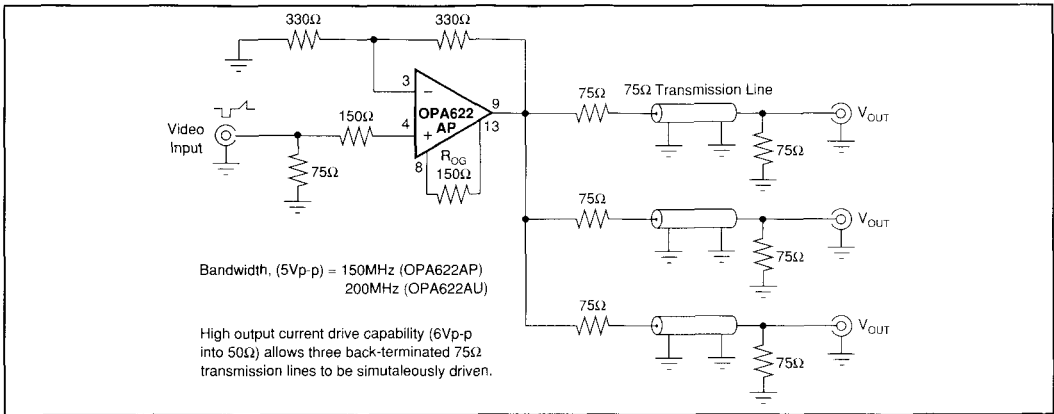 330Ω
330Ω
3
−
OPA622
AP
9
13
4
+
8
R_OG
150Ω
150Ω
Video
Input
75Ω
75Ω
75Ω Transmission Line
V_OUT
75Ω
75Ω
V_OUT
75Ω
75Ω
V_OUT
75Ω
Bandwidth, (5Vp-p) = 150MHz (OPA622AP)
200MHz (OPA622AU)
High output current drive capability (6Vp-p
into 50Ω) allows three back-terminated 75Ω
transmission lines to be simutaleously driven.